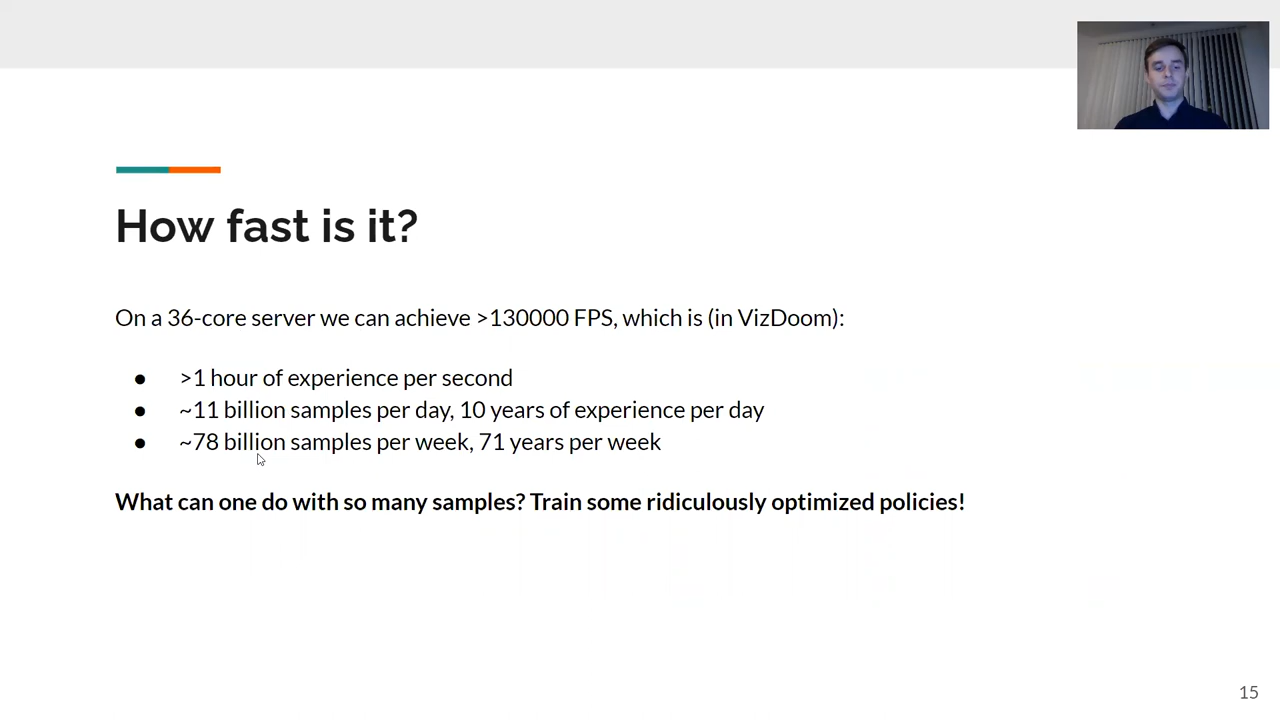 How fast is it?
On a 36-core server we can achieve >130000 FPS, which is (in VizDoom):
● >1 hour of experience per second
● ~11 billion samples per day, 10 years of experience per day
● ~78 billion samples per week, 71 years per week
What can one do with so many samples? Train some ridiculously optimized policies!
15